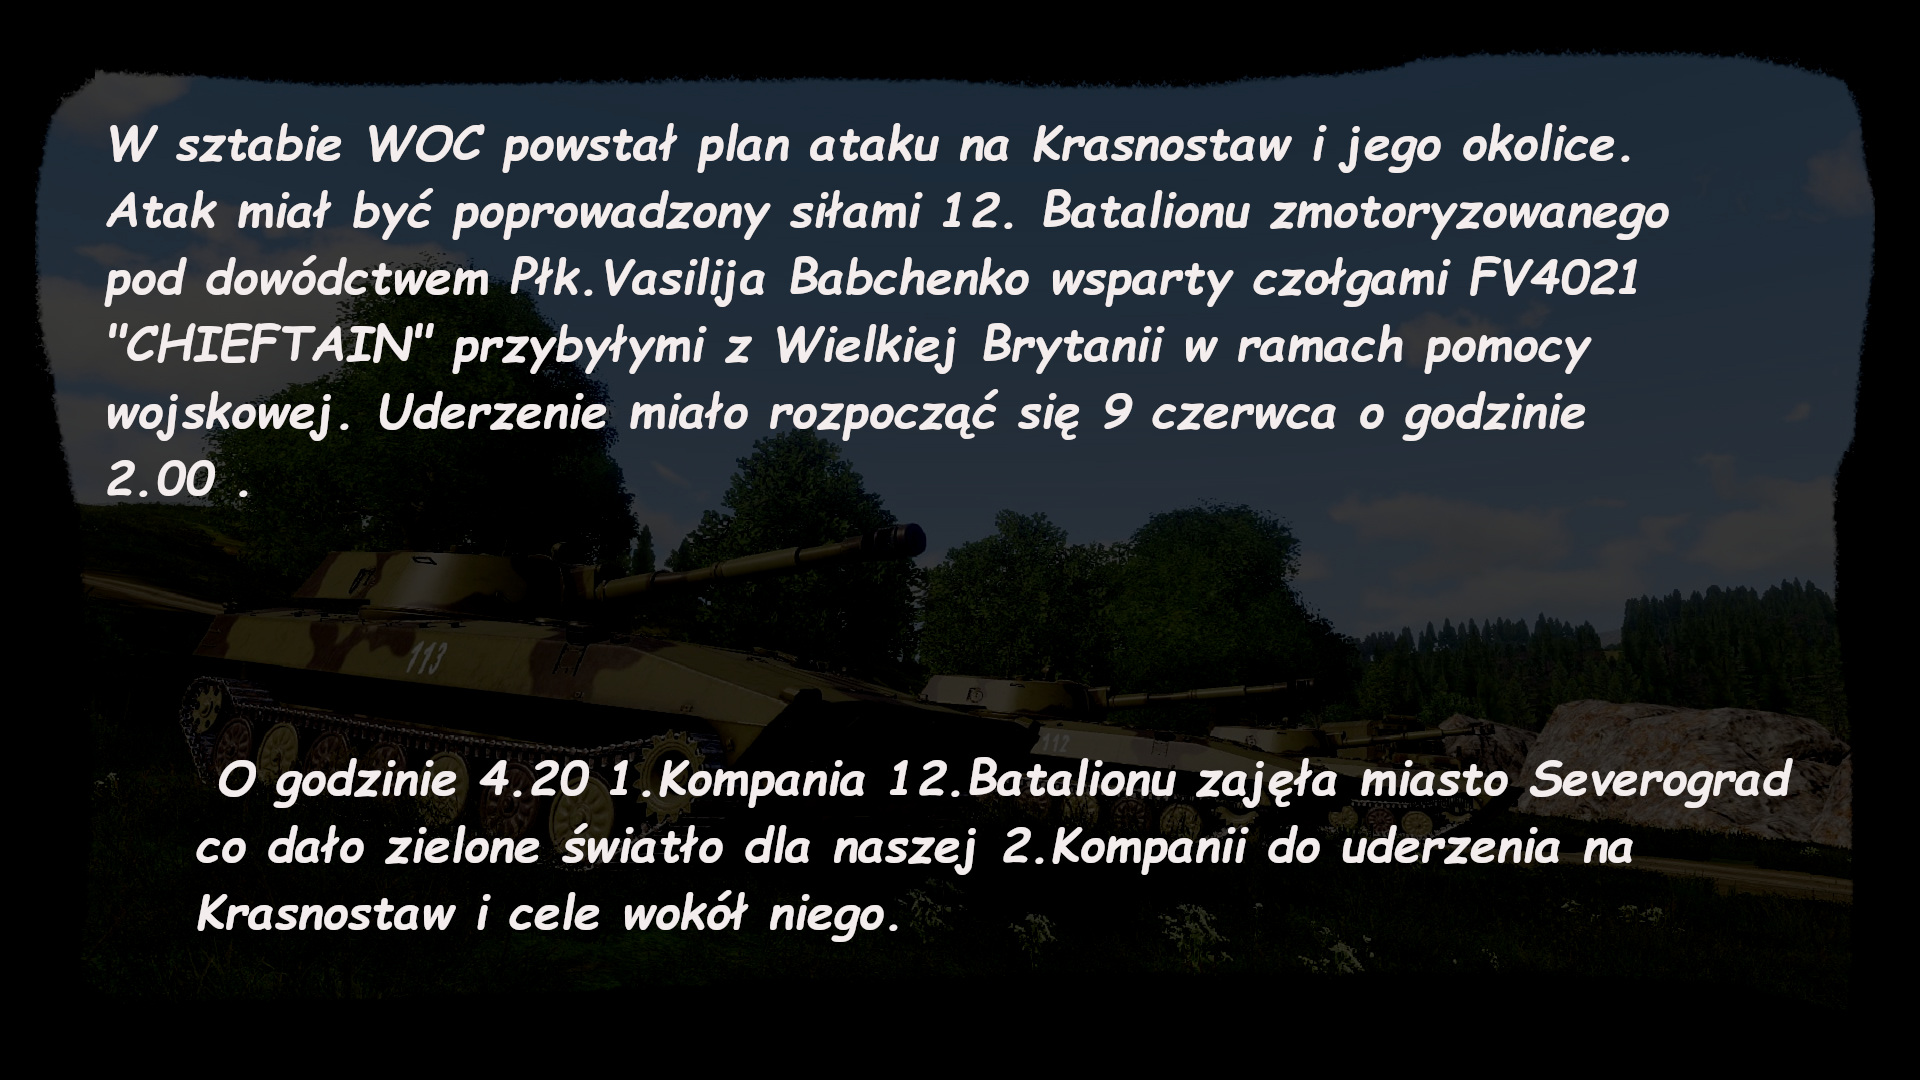 W sztabie WOC powstał plan ataku na Krasnostaw i jego okolice.
Atak miał być poprowadzony siłami 12. Batalionu zmotoryzowanego
pod dowództwem Płk.Vasilija Babchenko wsparty czołgami FV4021
"CHIEFTAIN" przybyłymi z Wielkiej Brytanii w ramach pomocy
wojskowej. Uderzenie miało rozpocząć się 9 czerwca o godzinie
2.00 .
113
112
O godzinie 4.20 1.Kompania 12.Batalionu zajęła miasto Severograd
co dało zielone światło dla naszej 2.Kompanii do uderzenia na
Krasnostaw i cele wokół niego.